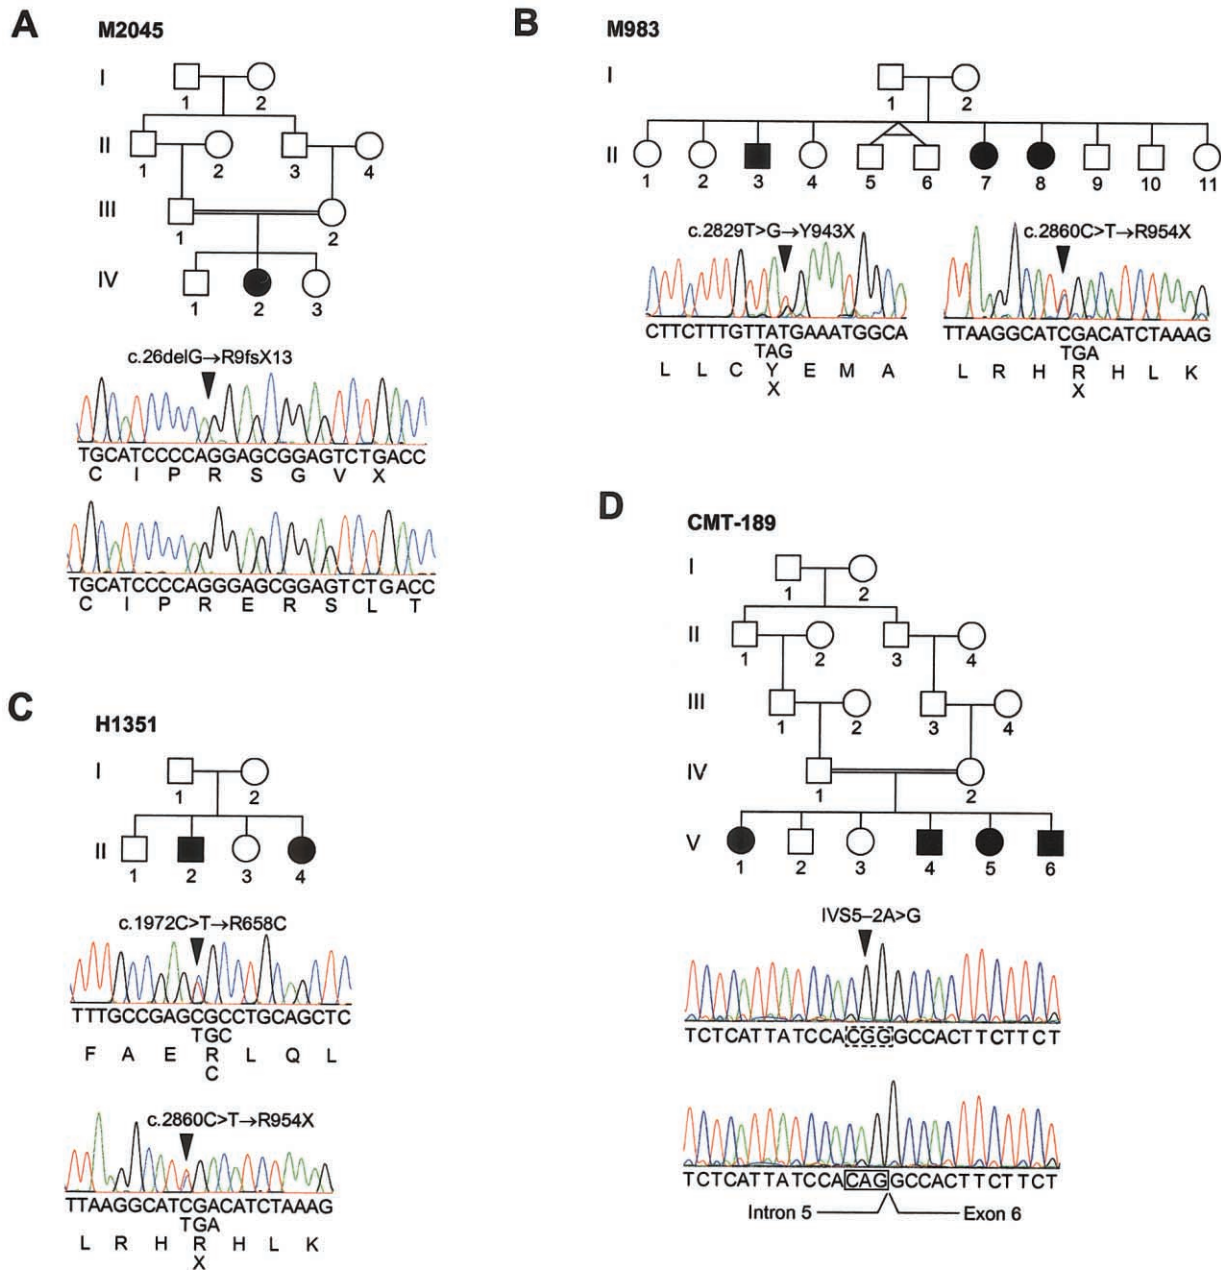 A
M2045
I
1 2
II
1 2 3 4
III
1 2
IV
1 2 3
c.26delG→R9fsX13
TGCATCCCCAGGAGCGGAGTCTGACC
C I P R S G V X
TGCATCCCCAGGGAGCGGAGTCTGACC
C I P R E R S L T
B
M983
I
1 2
II
1 2 3 4 5 6 7 8 9 10 11
c.2829T>G→Y943X
CTTCTTTGTTATGAAATGGCA
TAG
L L C Y E M A
X
c.2860C>T→R954X
TTAAGGCATCGACATCTAAAG
TGA
L R H R H L K
X
C
H1351
I
1 2
II
1 2 3 4
c.1972C>T→R658C
TTTGCCGAGCGCCTGCAGCTC
TGC
F A E R L Q L
C
c.2860C>T→R954X
TTAAGGCATCGACATCTAAAG
TGA
L R H R H L K
X
D
CMT-189
I
1 2
II
1 2 3 4
III
1 2 3 4
IV
1 2
V
1 2 3 4 5 6
IVS5–2A>G
TCTCATTATCCACGGGCCACTTCTTCT
TCTCATTATCCACAGGCCACTTCTTCT
Intron 5 Exon 6